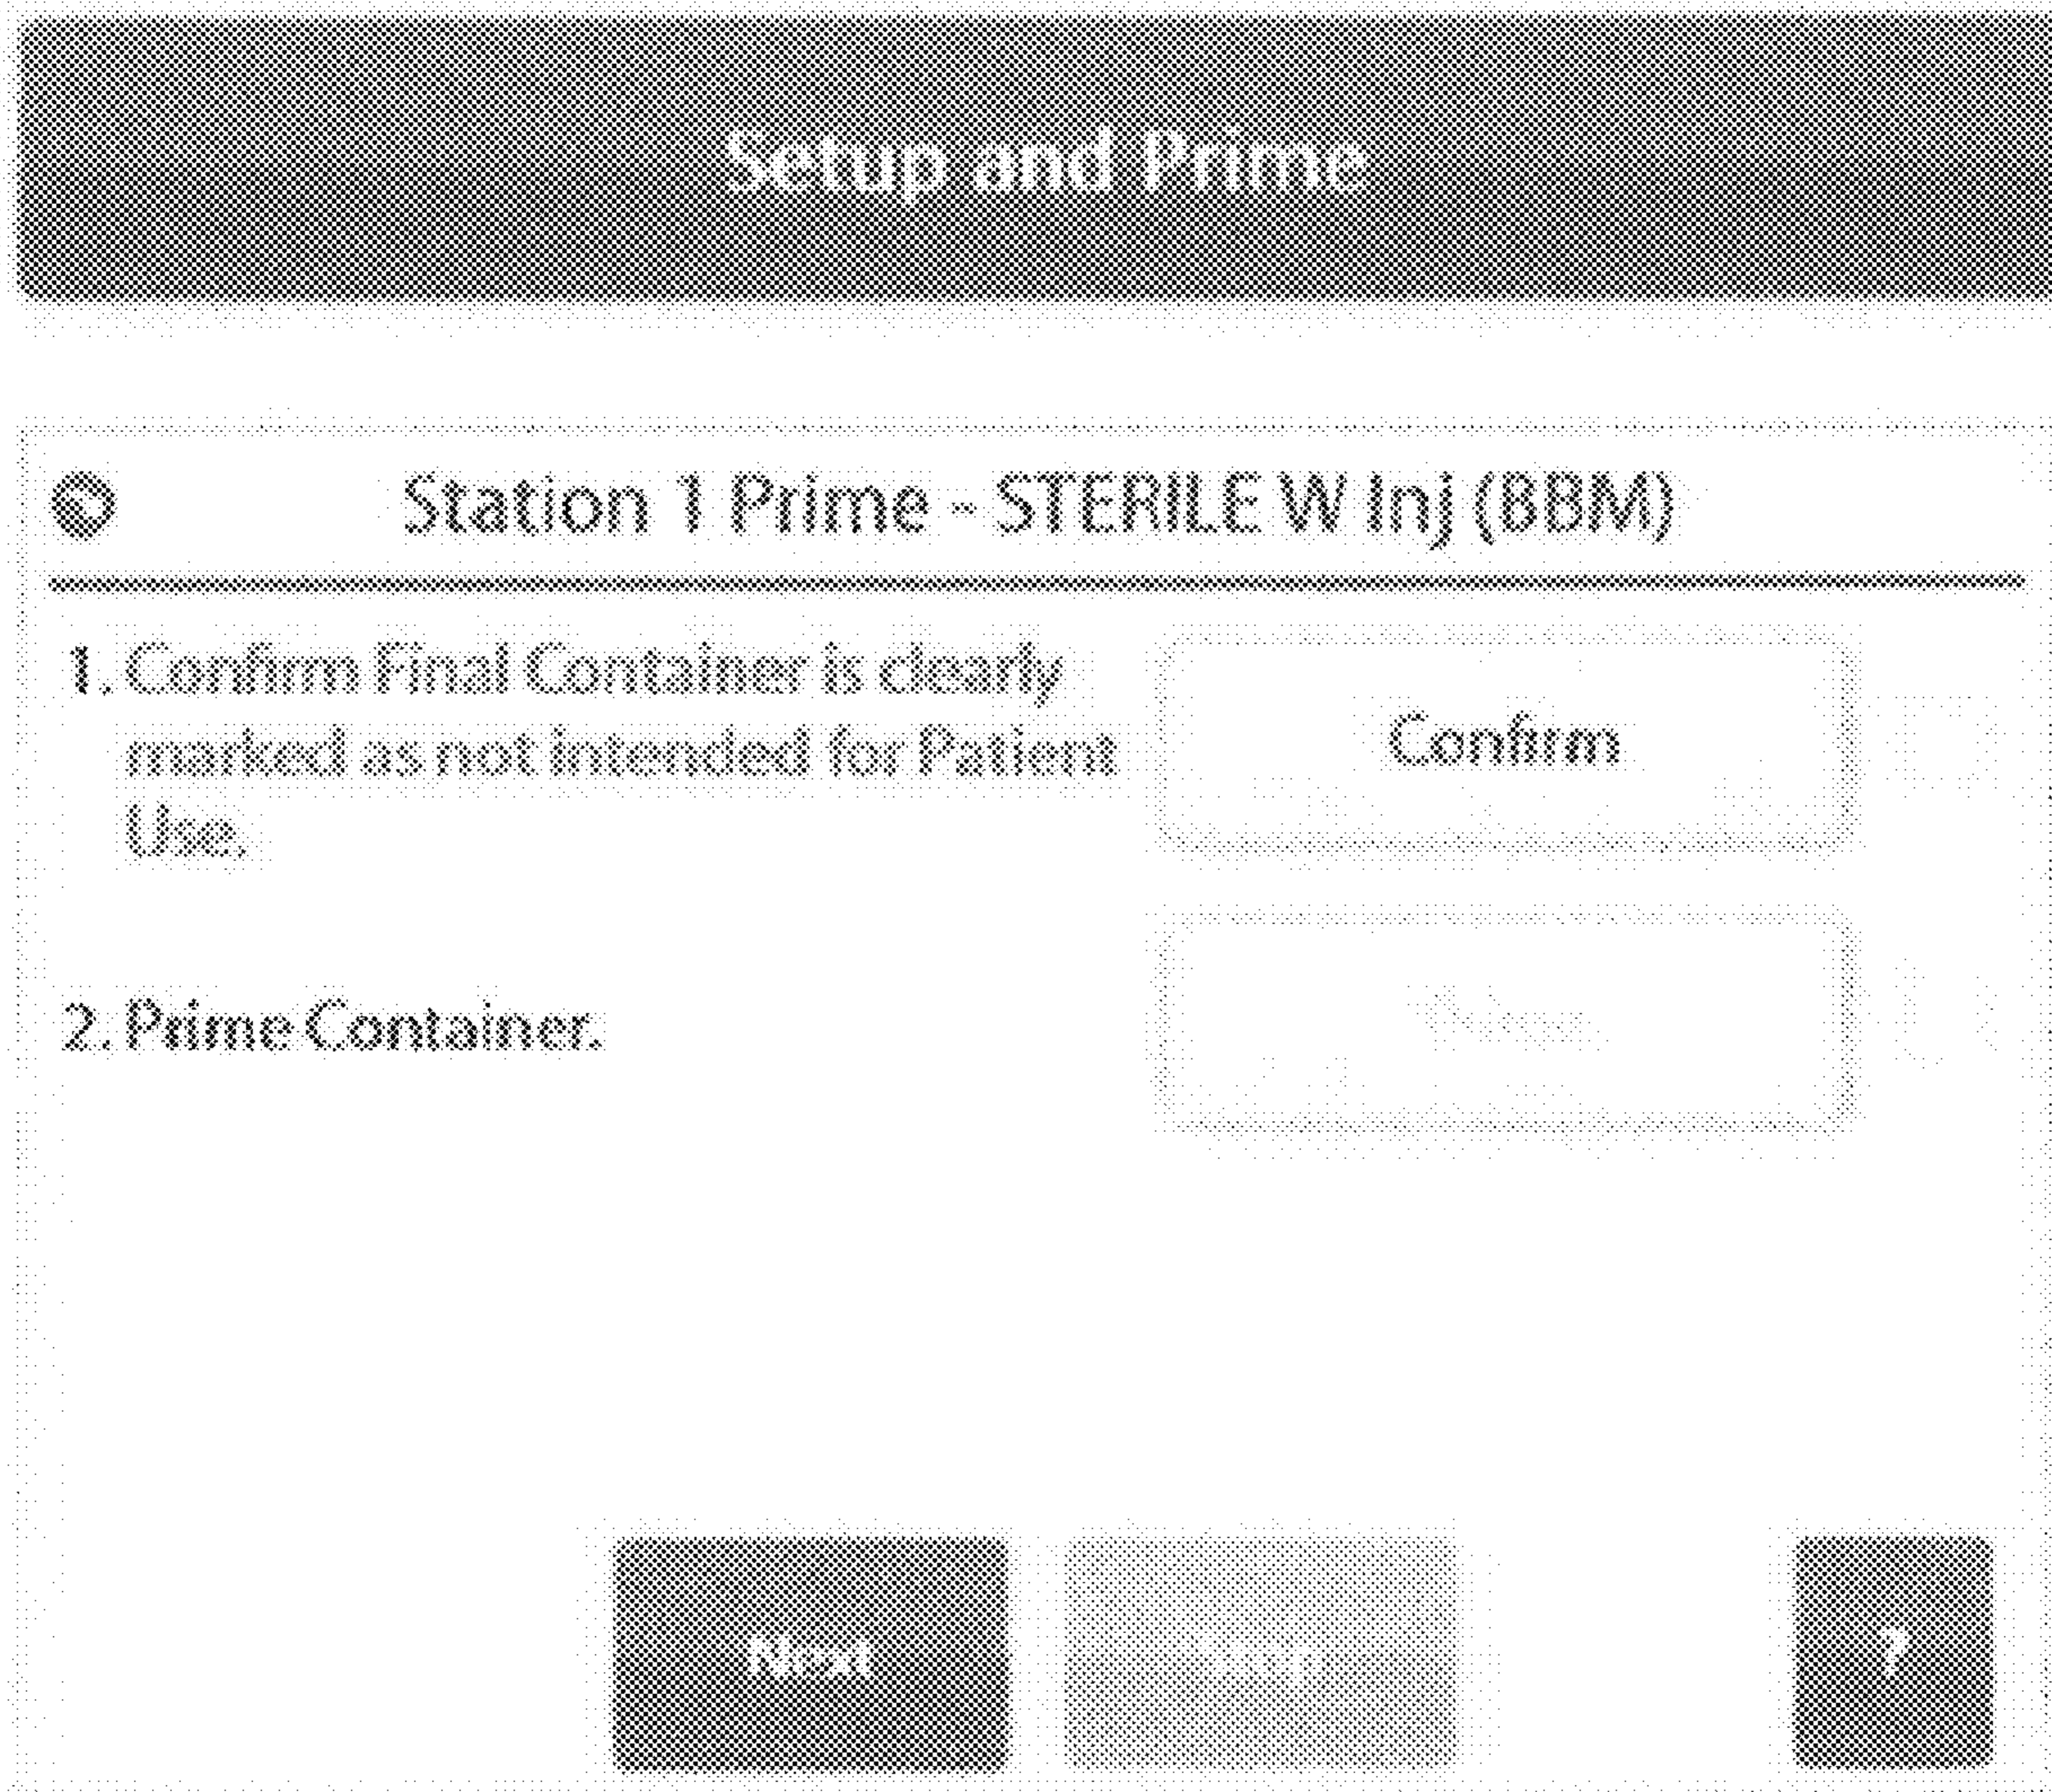 Setup and Prime
Station 1 Prime - STERILE W Inj (BBM)
1. Confirm Final Container is clearly
marked as not intended for Patient
Use.
Confirm
2. Prime Container.
Next
?